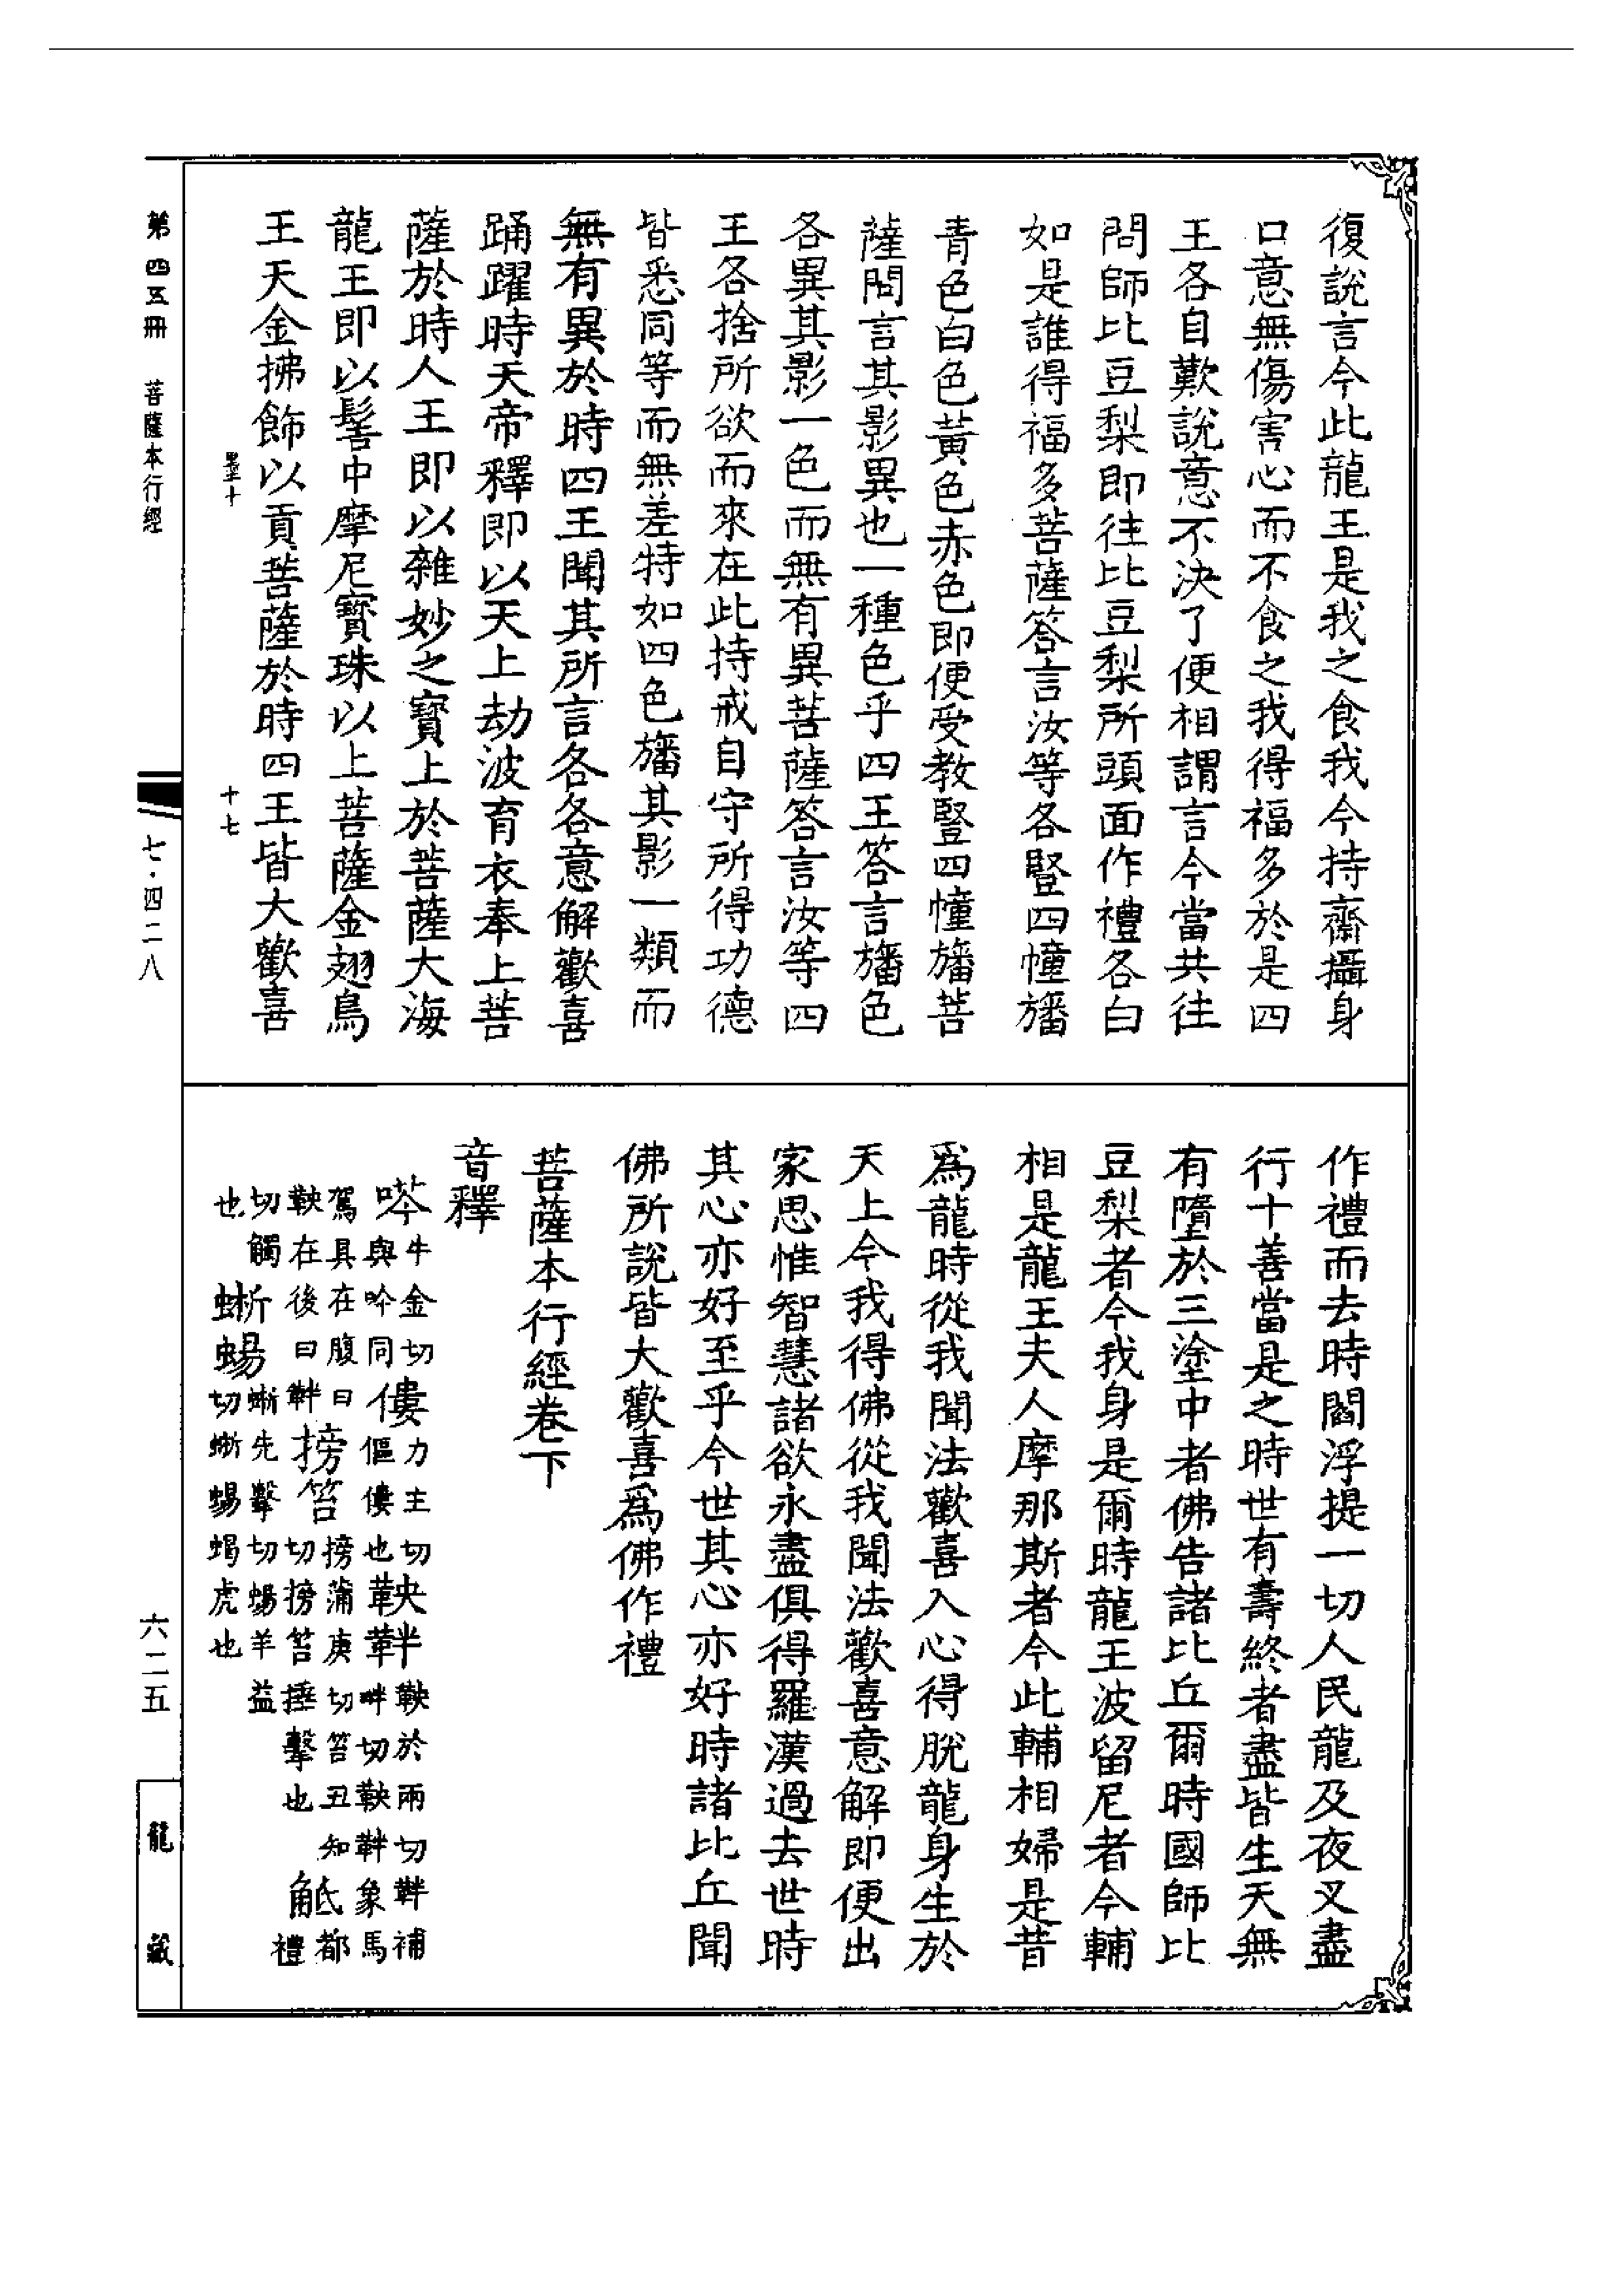 復說言今此龍王是我之食我今持齋攝身
口意無傷害心而不食之我得福多於是四
王各自歎說意不決了便相謂言今當共往
問師比豆梨即往比豆梨所頭面作禮各白
如是誰得福多菩薩答言汝等各豎四幢旛
青色白色黃色赤色即便受教豎四幢旛菩
薩問言其影異也一種色乎四王答言旛色
各異其影一色而無有異菩薩答言汝等四
王各捨所欲而來在此持戒自守所得功德
皆悉同等而無差特如四色旛其影一類而
無有異於時四王聞其所言各各意解歡喜
踊躍時天帝釋即以天上劫波育衣奉上菩
薩於時人王即以雜妙之寶上於菩薩大海
龍王即以髻中摩尼寶珠以上菩薩金翅鳥
王天金拂飾以貢菩薩於時四王皆大歡喜
墨十 十七
作禮而去時閻浮提一切人民龍及夜叉盡
行十善當是之時世有壽終者盡皆生天無
有墮於三塗中者佛告諸比丘爾時國師比
豆梨者今我身是爾時龍王波留尼者今輔
相是龍王夫人摩那斯者今此輔相婦是昔
為龍時從我聞法歡喜入心得脫龍身生於
天上今我得佛從我聞法歡喜意解即便出
家思惟智慧諸欲永盡俱得羅漢過去世時
其心亦好至乎今世其心亦好時諸比丘聞
佛所說皆大歡喜為佛作禮
菩薩本行經卷下
音釋
㖗牛金切與吟同 僂力主切傴僂也 鞅靽鞅於兩切靽補畔切鞅靽象馬
駕具在腹曰鞅在後曰靽 搒笞搒蒲庚切笞丑知切搒笞捶擊也 觝都禮
切觸也 蜥蜴蜥先擊切蜴羊益切蜥蜴蝎虎也
第四五冊 菩薩本行經
七·四二八
六二五
龍藏